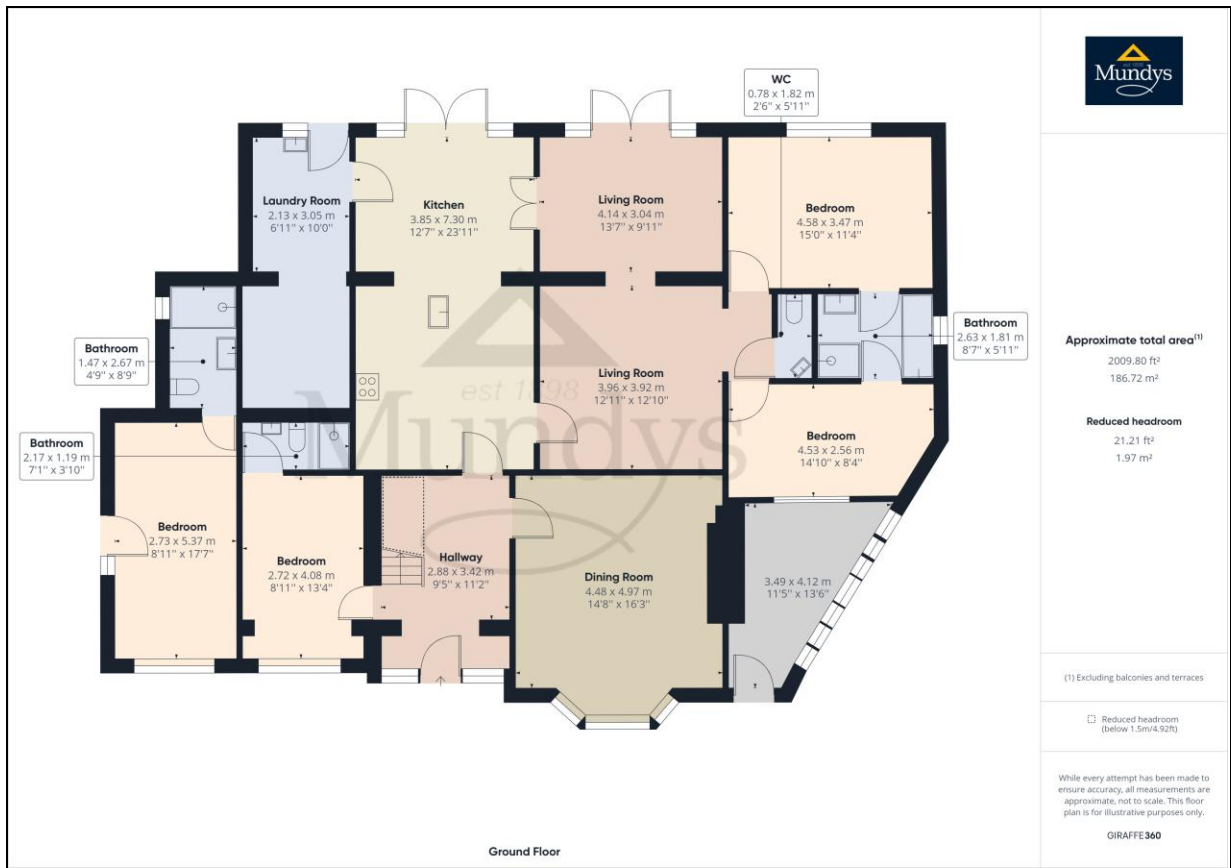 WC
0.78 x 1.82 m
2'6'' x 5'11''
Laundry Room
2.13 x 3.05 m
6'11'' x 10'0''
Kitchen
3.85 x 7.30 m
12'7'' x 23'11''
Living Room
4.14 x 3.04 m
13'7'' x 9'11''
Bedroom
4.58 x 3.47 m
15'0'' x 11'4''
Bathroom
1.47 x 2.67 m
4'9'' x 8'9''
Bathroom
2.63 x 1.81 m
8'7'' x 5'11''
Living Room
3.96 x 3.92 m
12'11'' x 12'10''
est 1898
Mundys
Bathroom
2.17 x 1.19 m
7'1'' x 3'10''
Bedroom
4.53 x 2.56 m
14'10'' x 8'4''
Bedroom
2.73 x 5.37 m
8'11'' x 17'7''
Bedroom
2.72 x 4.08 m
8'11'' x 13'4''
Hallway
2.88 x 3.42 m
9'5'' x 11'2''
Dining Room
4.48 x 4.97 m
14'8'' x 16'3''
3.49 x 4.12 m
11'5'' x 13'6''
Ground Floor
est 1898
Mundys
Approximate total area(1)
2009.80 ft²
186.72 m²
Reduced headroom
21.21 ft²
1.97 m²
(1) Excluding balconies and terraces
Reduced headroom
(below 1.5m/4.92ft)
While every attempt has been made to
ensure accuracy, all measurements are
approximate, not to scale. This floor
plan is for illustrative purposes only.
GIRAFFE360